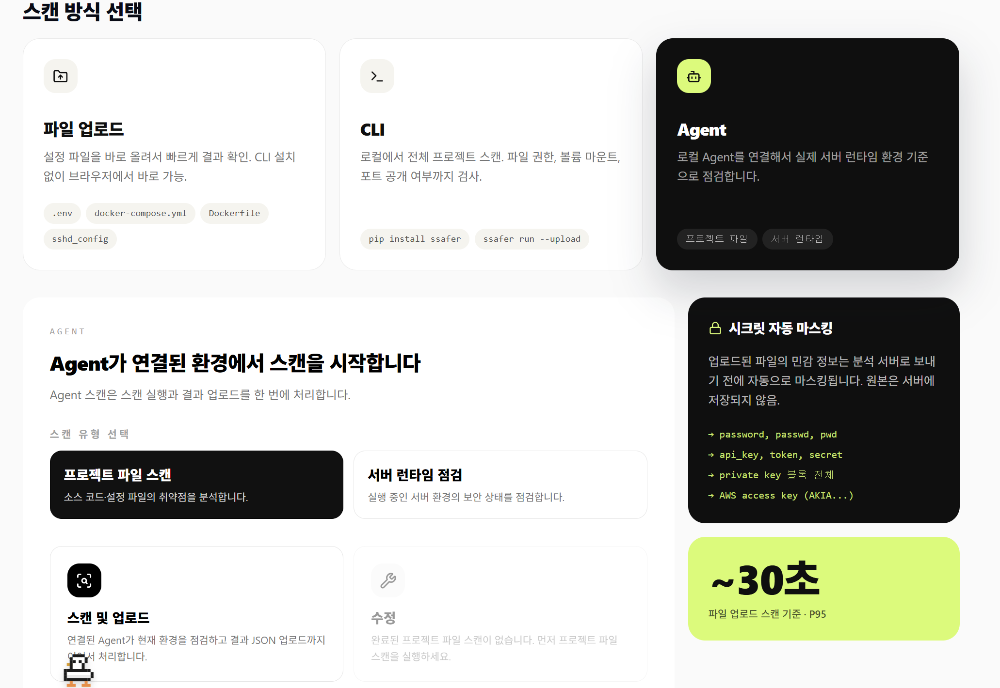 스캔 방식 선택
파일 업로드
설정 파일을 바로 올려서 빠르게 결과 확인. CLI 설치
없이 브라우저에서 바로 가능.
.env docker-compose.yml Dockerfile
sshd_config
CLI
로컬에서 전체 프로젝트 스캔. 파일 권한, 볼륨 마운트,
포트 공개 여부까지 검사.
pip install ssafer ssafer run --upload
Agent
로컬 Agent를 연결해서 실제 서버 런타임 환경 기준
으로 점검합니다.
프로젝트 파일 서버 런타임
AGENT
Agent가 연결된 환경에서 스캔을 시작합니다
Agent 스캔은 스캔 실행과 결과 업로드를 한 번에 처리합니다.
스캔 유형 선택
프로젝트 파일 스캔
소스 코드·설정 파일의 취약점을 분석합니다.
서버 런타임 점검
실행 중인 서버 환경의 보안 상태를 점검합니다.
스캔 및 업로드
연결된 Agent가 현재 환경을 점검하고 결과 JSON 업로드까지
처리합니다.
수정
완료된 프로젝트 파일 스캔이 없습니다. 먼저 프로젝트 파일
스캔을 실행하세요.
시크릿 자동 마스킹
업로드된 파일의 민감 정보는 분석 서버로 보내
기 전에 자동으로 마스킹됩니다. 원본은 서버에
저장되지 않음.
→ password, passwd, pwd
→ api_key, token, secret
→ private key 블록 전체
→ AWS access key (AKIA...)
~30초
파일 업로드 스캔 기준 · P95